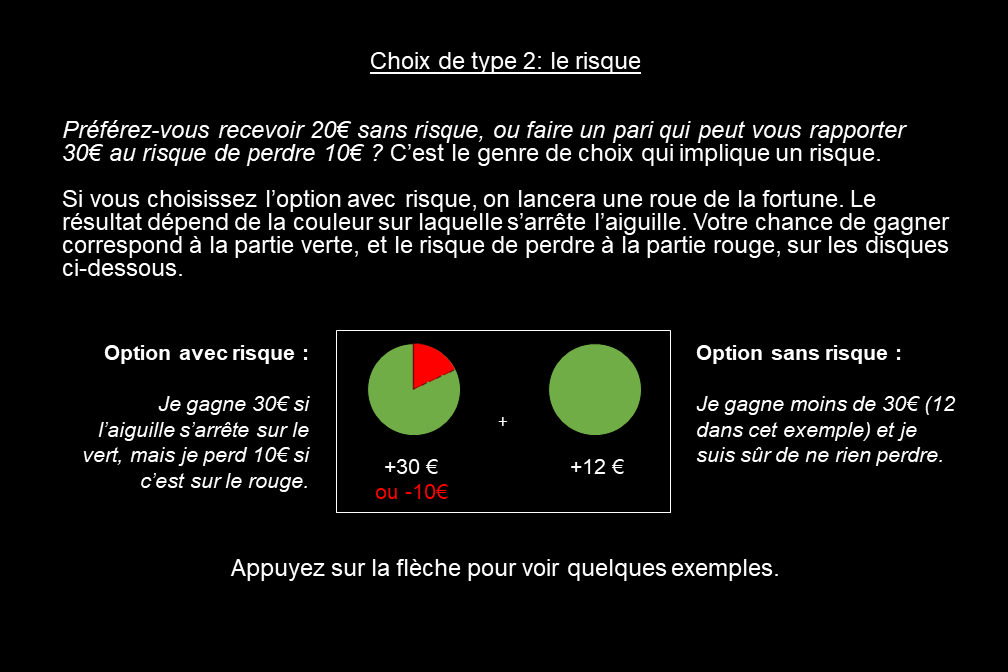 Choix de type 2: le risque
Préférez-vous recevoir 20€ sans risque, ou faire un pari qui peut vous rapporter
30€ au risque de perdre 10€ ? C'est le genre de choix qui implique un risque.
Si vous choisissez l'option avec risque, on lancera une roue de la fortune. Le
résultat dépend de la couleur sur laquelle s'arrête l'aiguille. Votre chance de gagner
correspond à la partie verte, et le risque de perdre à la partie rouge, sur les disques
ci-dessous.
Option avec risque :
Je gagne 30€ si
l'aiguille s'arrête sur le
vert, mais je perd 10€ si
c'est sur le rouge.
+30 €
ou -10€
+
+12 €
Option sans risque :
Je gagne moins de 30€ (12
dans cet exemple) et je
suis sûr de ne rien perdre.
Appuyez sur la flèche pour voir quelques exemples.